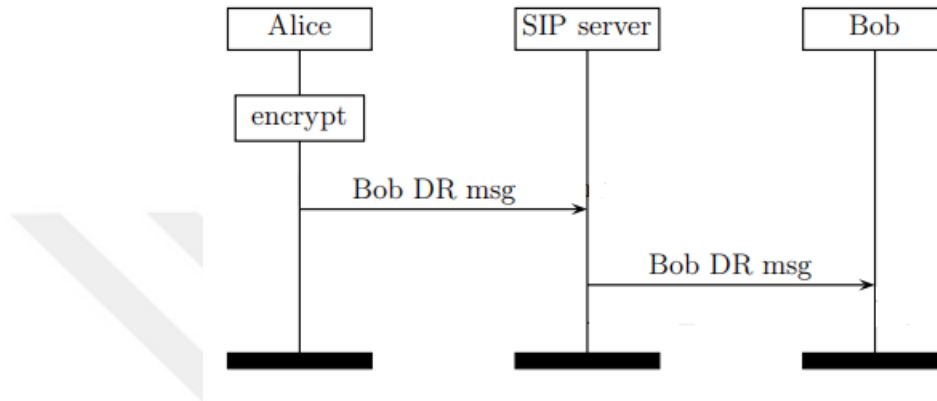 Alice
SIP server
Bob
encrypt
Bob DR msg
Bob DR msg